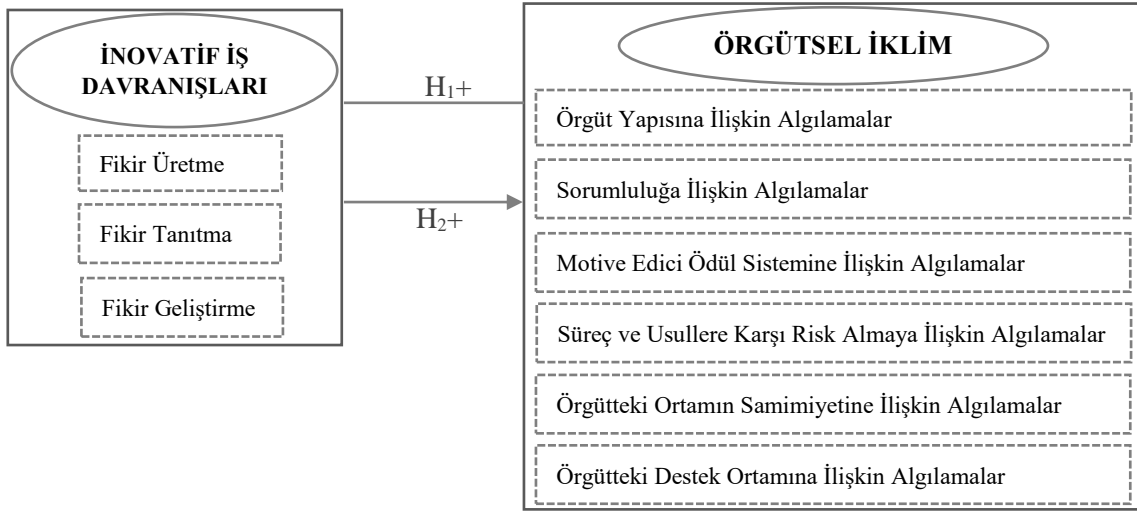 İNOVATİF İŞ
DAVRANIŞLARI
Fikir Üretme
Fikir Tanıtma
Fikir Geliştirme
H₁+
H₂+
ÖRGÜTSEL İKLİM
Örgüt Yapısına İlişkin Algılamalar
Sorumluluğa İlişkin Algılamalar
Motive Edici Ödül Sistemine İlişkin Algılamalar
Süreç ve Usullere Karşı Risk Almaya İlişkin Algılamalar
Örgütteki Ortamın Samimiyetine İlişkin Algılamalar
Örgütteki Destek Ortamına İlişkin Algılamalar